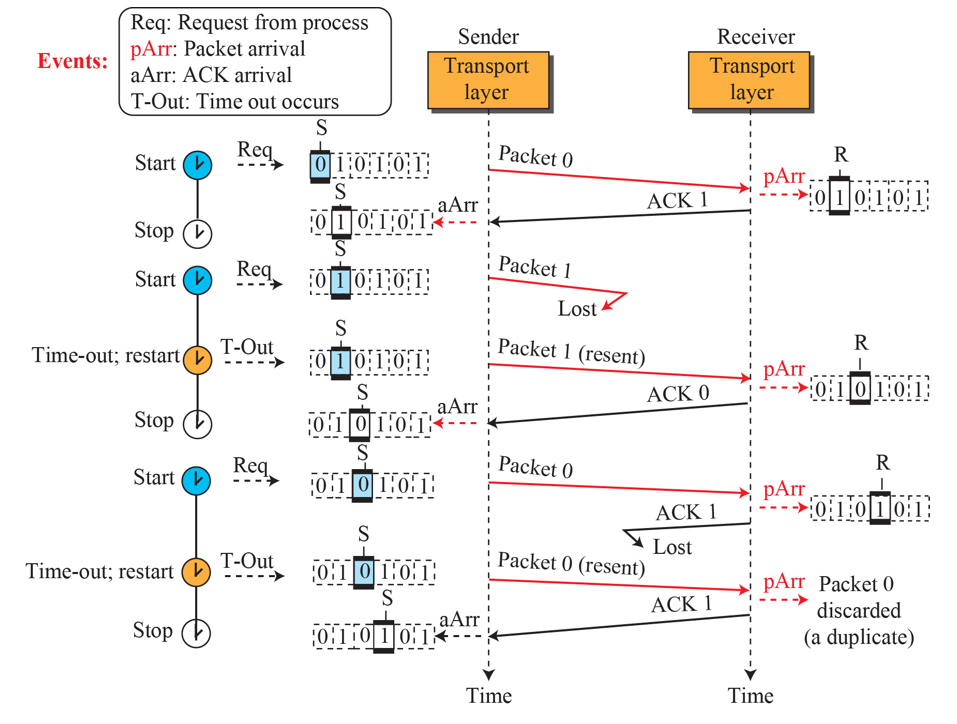 Events:
Req: Request from process
pArr: Packet arrival
aArr: ACK arrival
T-Out: Time out occurs
Sender
Transport
layer
Receiver
Transport
layer
Start
Req
S
0 1 0 1 0 1
Packet 0
pArr
R
0 1 0 1 0 1
Stop
S
0 1 0 1 0 1
aArr
ACK 1
Start
Req
S
0 1 0 1 0 1
Packet 1
Lost
Time-out; restart
T-Out
S
0 1 0 1 0 1
Packet 1 (resent)
pArr
R
0 1 0 1 0 1
Stop
S
0 1 0 1 0 1
aArr
ACK 0
Start
Req
S
0 1 0 1 0 1
Packet 0
pArr
R
0 1 0 1 0 1
ACK 1
Lost
Time-out; restart
T-Out
S
0 1 0 1 0 1
Packet 0 (resent)
pArr
Packet 0
discarded
(a duplicate)
Stop
S
0 1 0 1 0 1
aArr
ACK 1
Time
Time